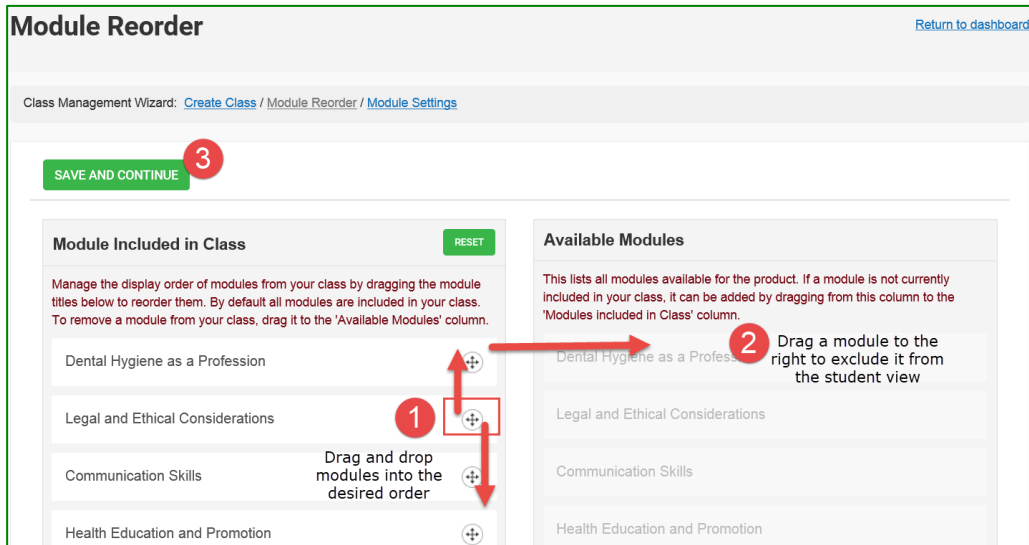 Module Reorder
Return to dashboard
Class Management Wizard: Create Class / Module Reorder / Module Settings
3
SAVE AND CONTINUE
Module Included in Class
RESET
Manage the display order of modules from your class by dragging the module
titles below to reorder them. By default all modules are included in your class.
To remove a module from your class, drag it to the 'Available Modules' column.
Dental Hygiene as a Profession
Legal and Ethical Considerations
1
Communication Skills
Drag and drop
modules into the
desired order
Health Education and Promotion
Available Modules
This lists all modules available for the product. If a module is not currently
included in your class, it can be added by dragging from this column to the
'Modules included in Class' column.
Dental Hygiene as a Profess
2
Drag a module to the
right to exclude it from
the student view
Legal and Ethical Considerations
Communication Skills
Health Education and Promotion